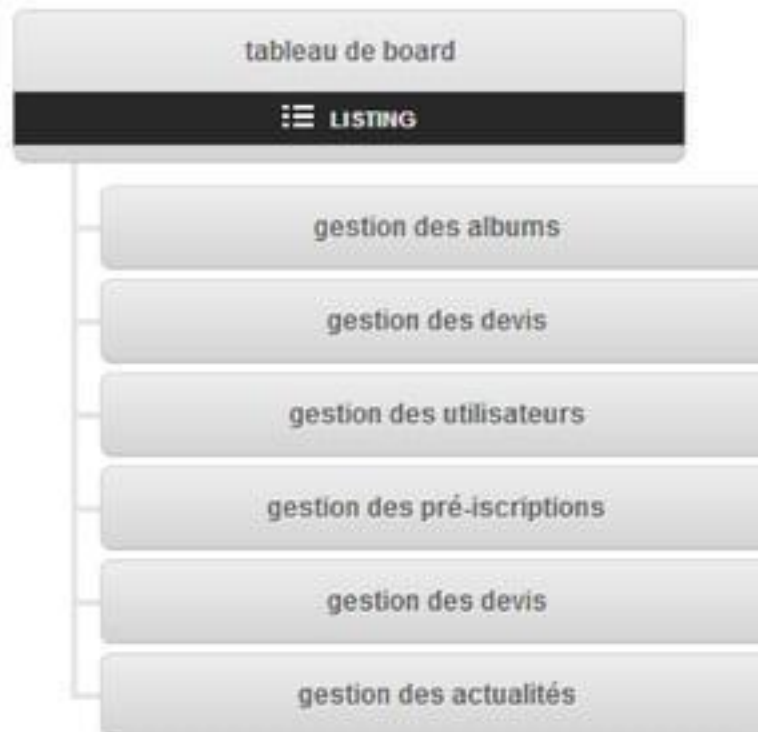 tableau de board
LISTING
gestion des albums
gestion des devis
gestion des utilisateurs
gestion des pré-iscriptions
gestion des devis
gestion des actualités